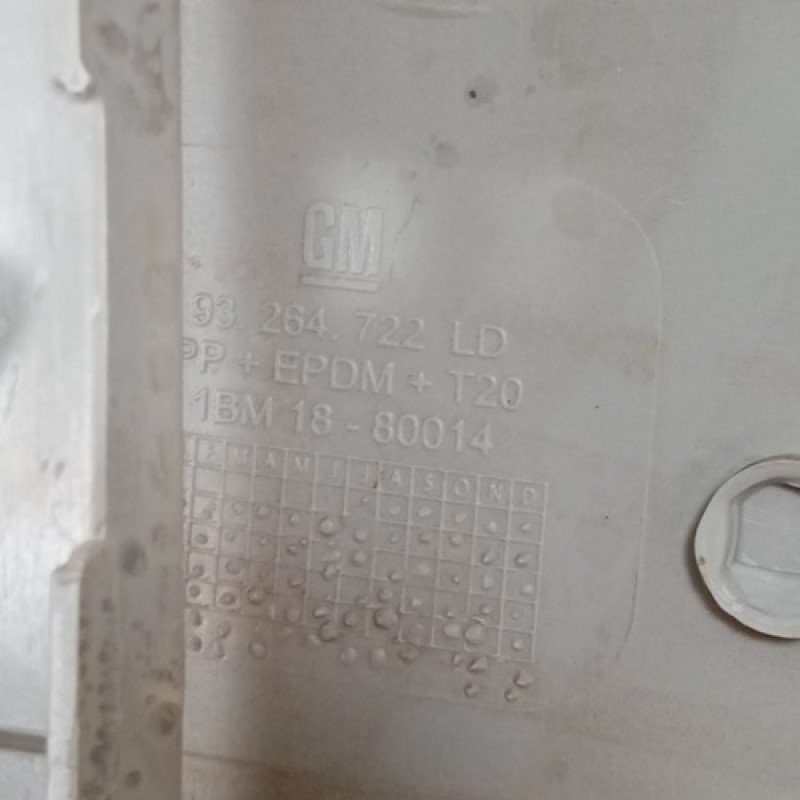 GM
93. 264. 722 LD
PP + EPDM + T20
1BM 18 - 80014
F M A M J J A S O N D